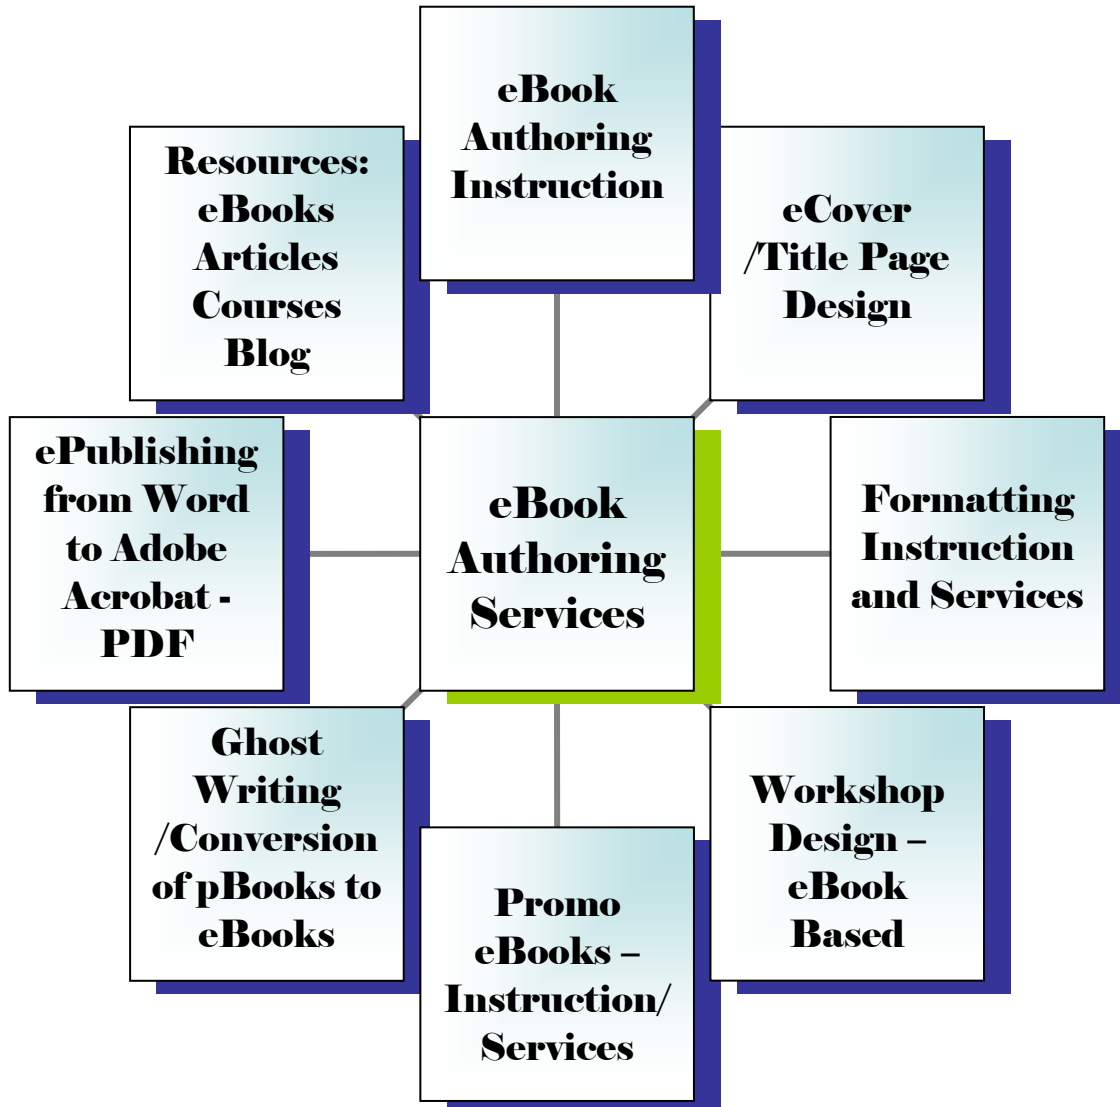 eBook
Authoring
Instruction
Resources:
eBooks
Articles
Courses
Blog
eCover
/Title Page
Design
ePublishing
from Word
to Adobe
Acrobat -
PDF
eBook
Authoring
Services
Formatting
Instruction
and Services
Ghost
Writing
/Conversion
of pBooks to
eBooks
Promo
eBooks –
Instruction/
Services
Workshop
Design –
eBook
Based